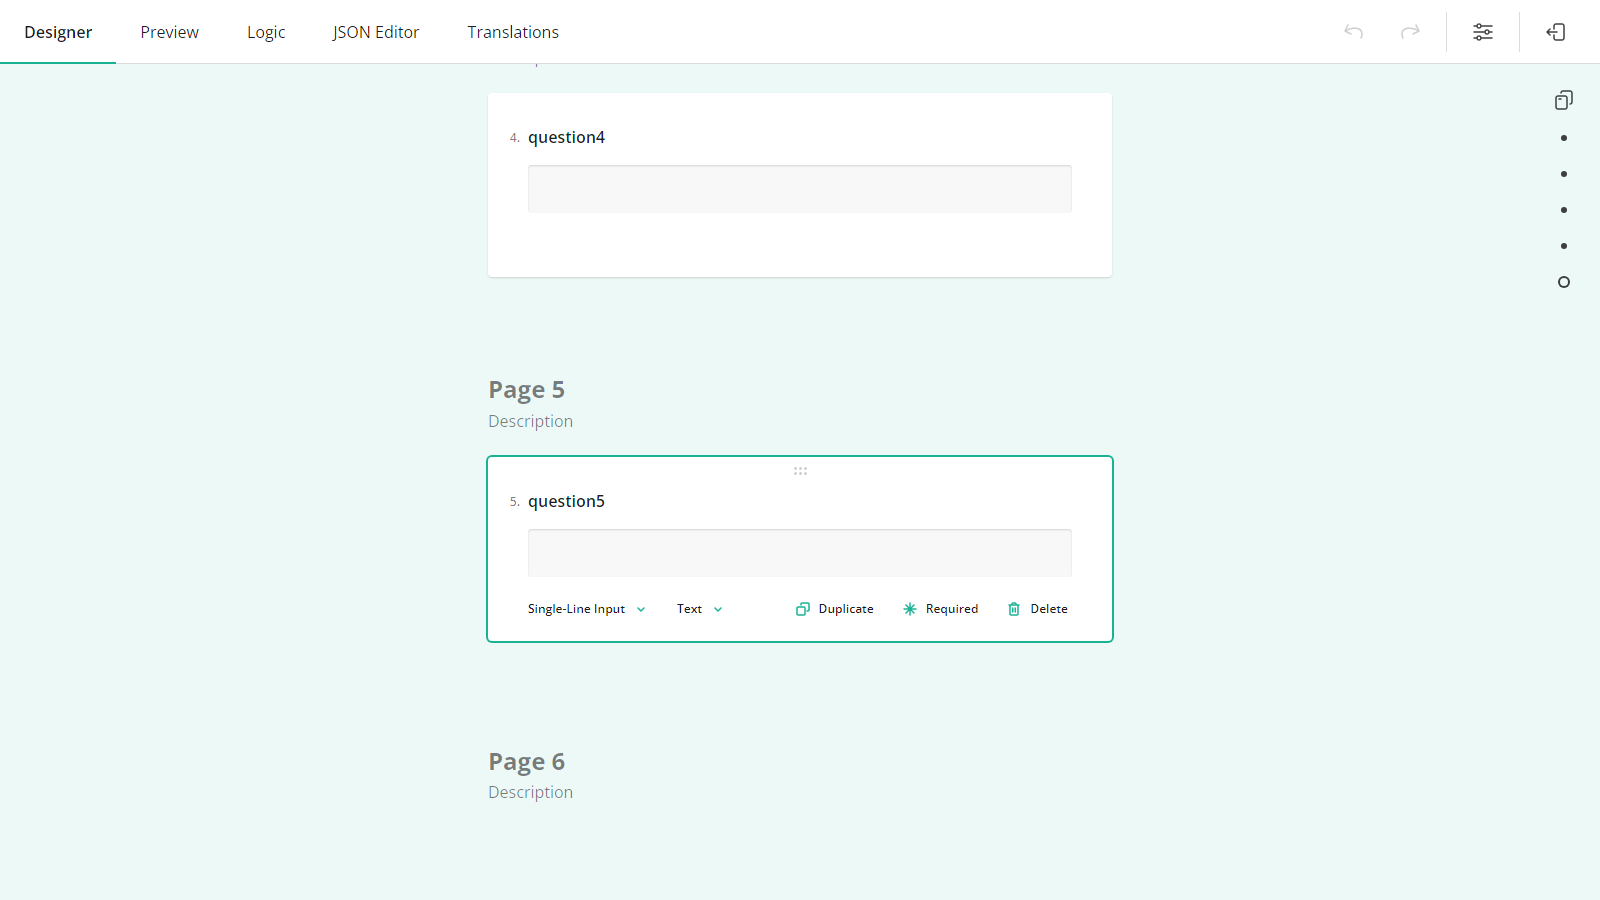 Designer Preview Logic JSON Editor Translations
4. question4
Page 5
Description
5. question5
Single-Line Input Text Duplicate Required Delete
Page 6
Description